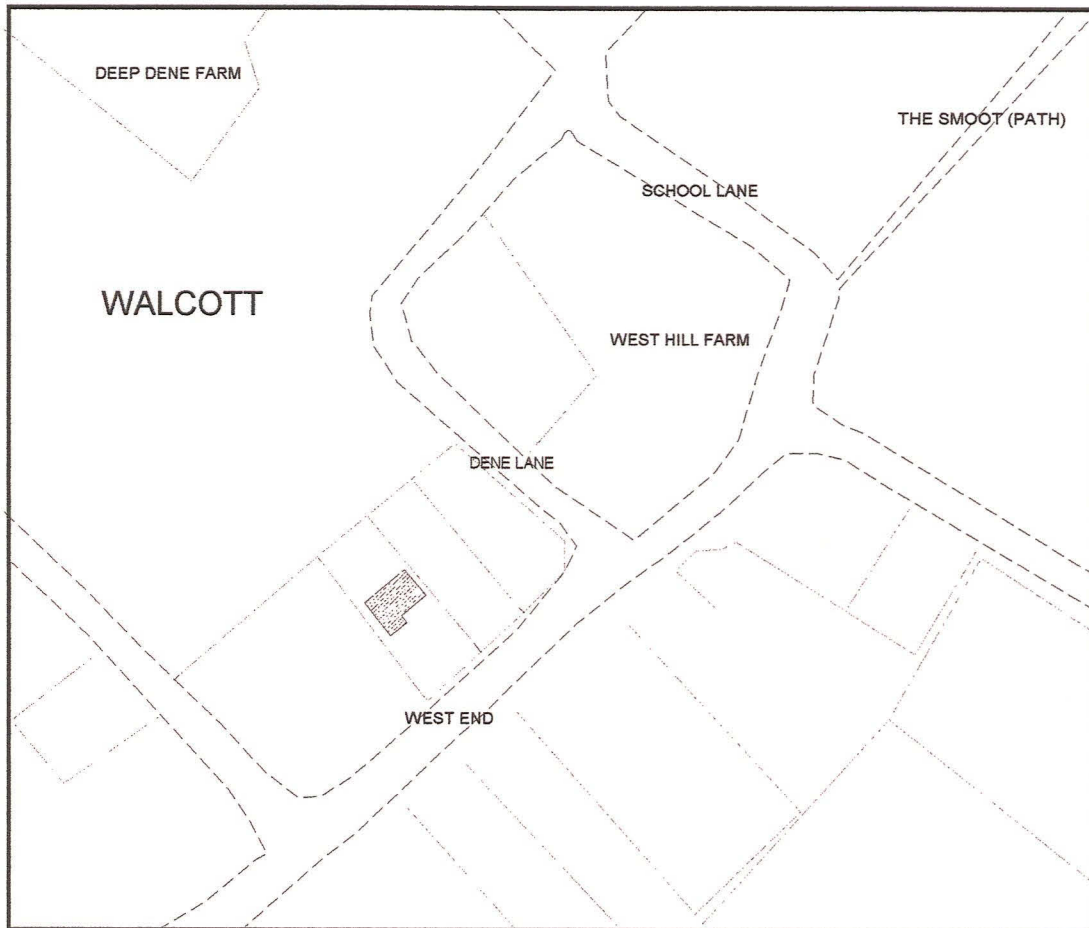 DEEP DENE FARM
THE SMOOT (PATH)
SCHOOL LANE
WALCOTT
WEST HILL FARM
DENE LANE
WEST END